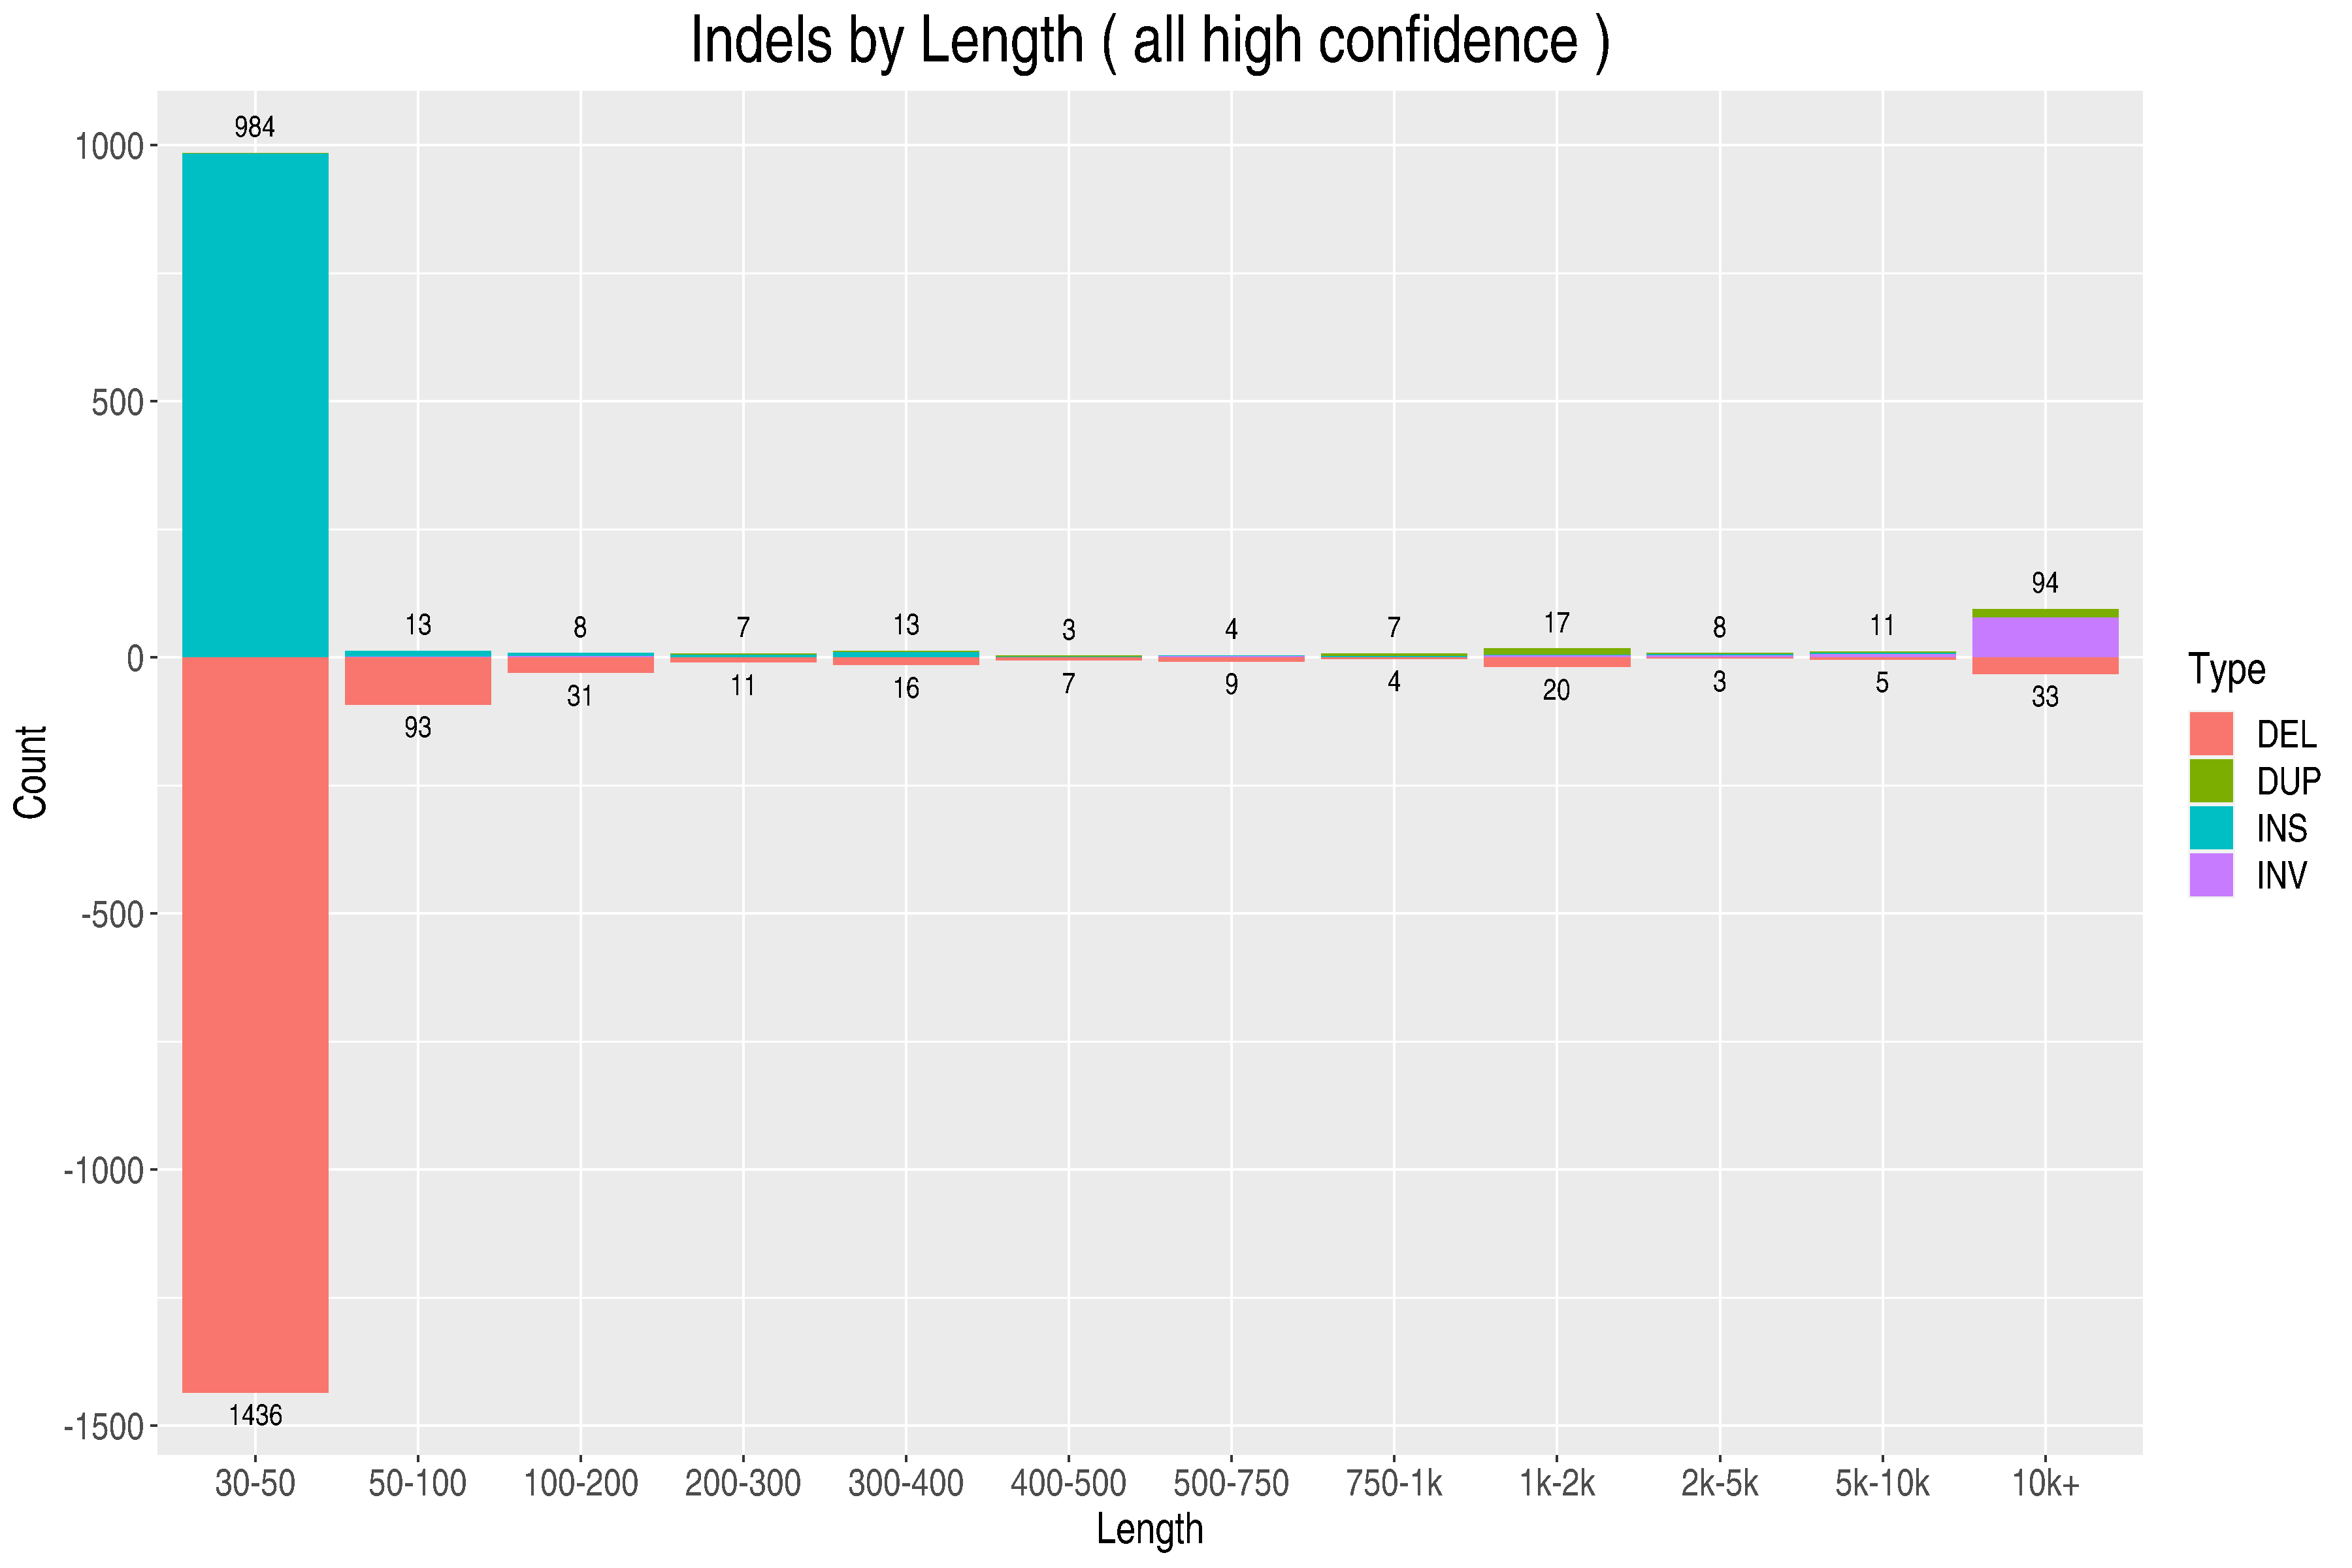 Indels by Length ( all high confidence )
1000
500
0
-500
-1000
-1500
Count
984
13
8
7
13
3
4
7
17
8
11
94
1436
93
31
11
16
7
9
4
20
3
5
33
30-50
50-100
100-200
200-300
300-400
400-500
500-750
750-1k
1k-2k
2k-5k
5k-10k
10k+
Length
Type
DEL
DUP
INS
INV